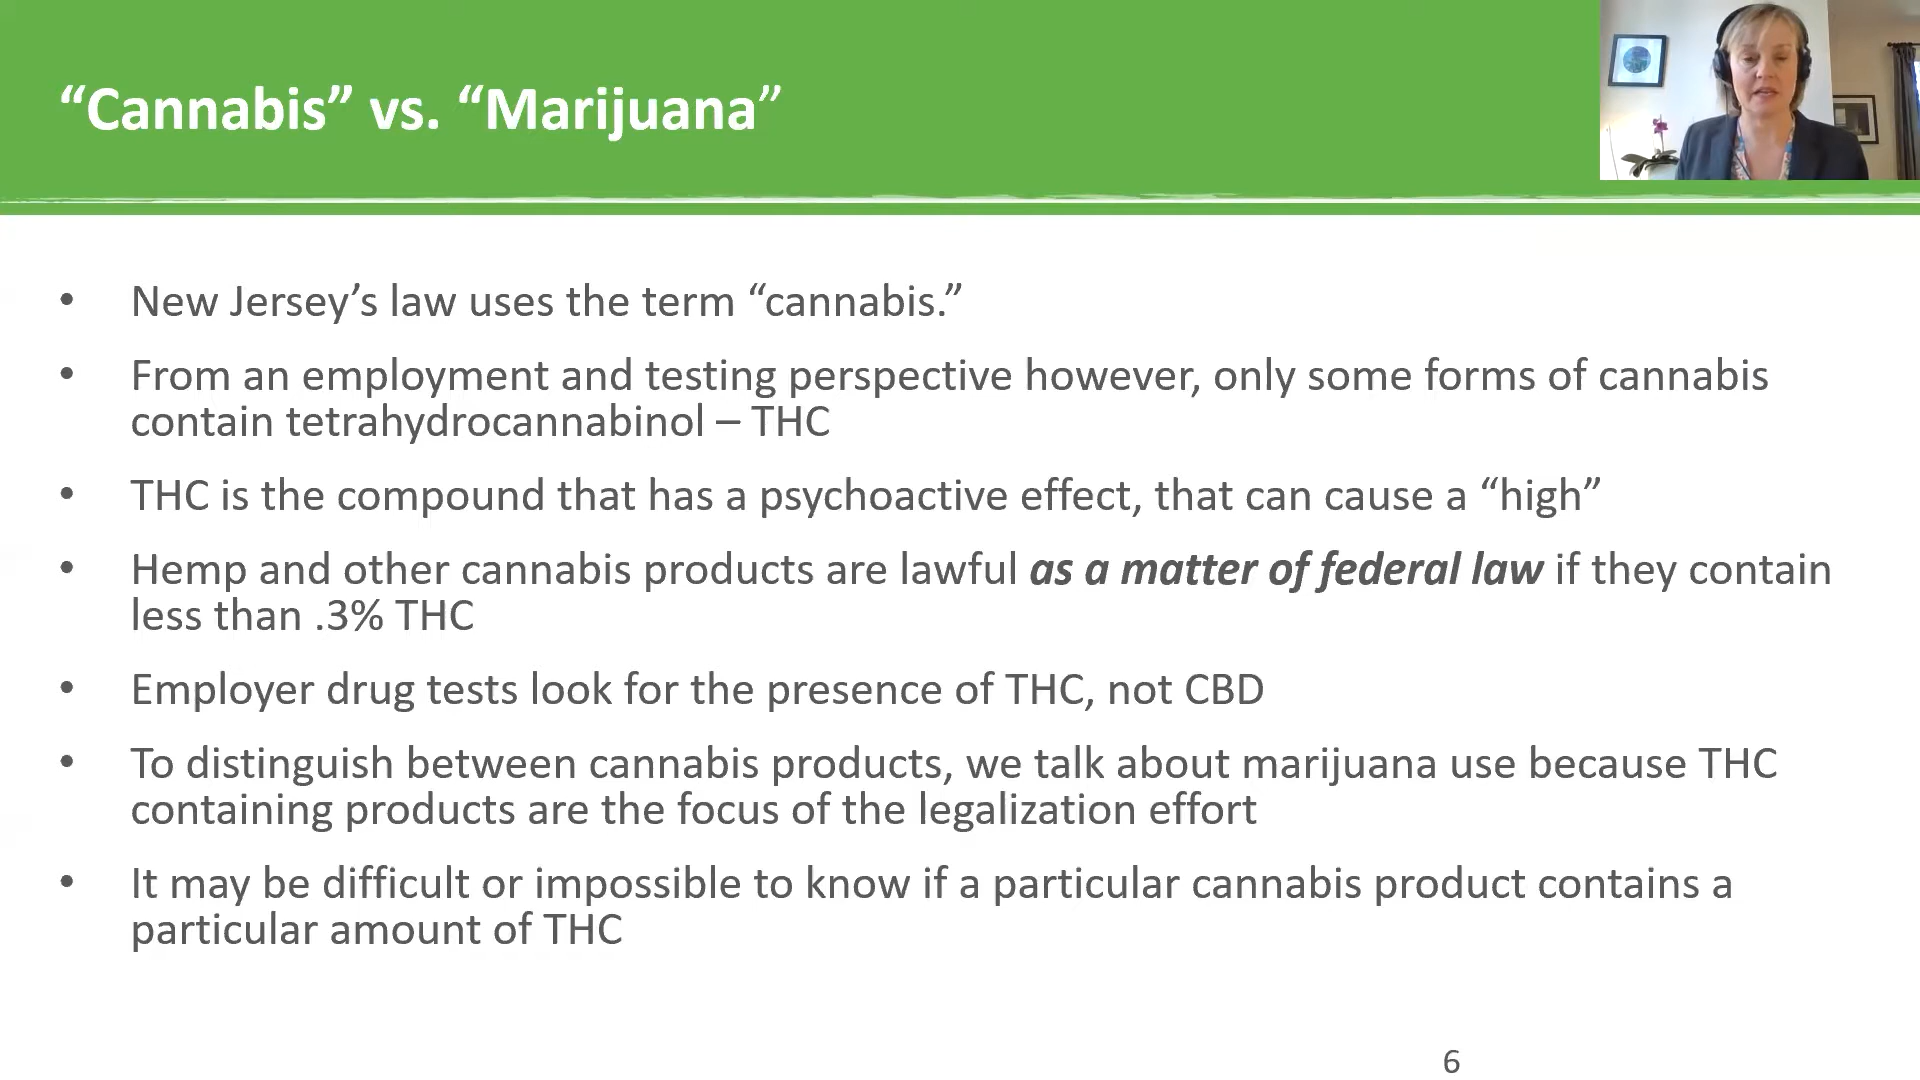 “Cannabis” vs. “Marijuana”
• New Jersey’s law uses the term “cannabis.”
• From an employment and testing perspective however, only some forms of cannabis
contain tetrahydrocannabinol – THC
• THC is the compound that has a psychoactive effect, that can cause a “high”
• Hemp and other cannabis products are lawful as a matter of federal law if they contain
less than .3% THC
• Employer drug tests look for the presence of THC, not CBD
• To distinguish between cannabis products, we talk about marijuana use because THC
containing products are the focus of the legalization effort
• It may be difficult or impossible to know if a particular cannabis product contains a
particular amount of THC
6